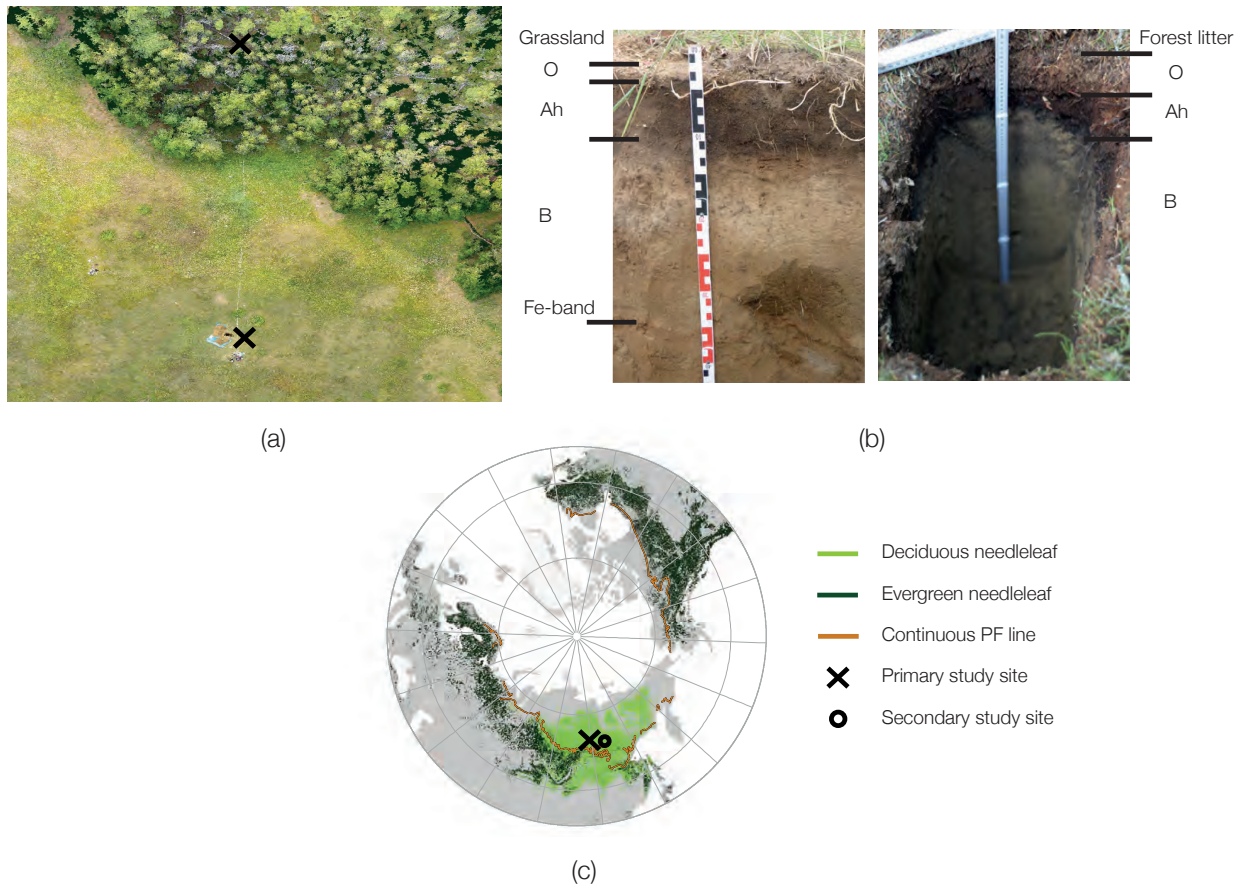 Grassland
O
Ah
B
Fe-band
Forest litter
O
Ah
B
(a)
(b)
Deciduous needleleaf
Evergreen needleleaf
Continuous PF line
Primary study site
Secondary study site
(c)